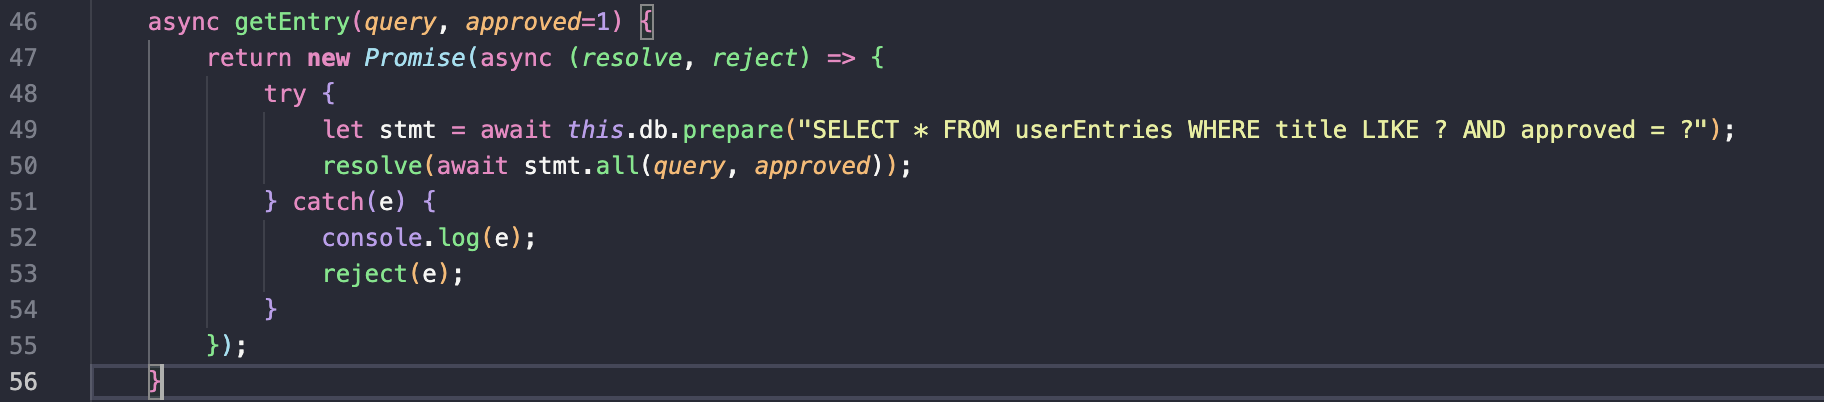 46 async getEntry(query, approved=1) {
47 return new Promise(async (resolve, reject) => {
48 try {
49 let stmt = await this.db.prepare("SELECT * FROM userEntries WHERE title LIKE ? AND approved = ?");
50 resolve(await stmt.all(query, approved));
51 } catch(e) {
52 console.log(e);
53 reject(e);
54 }
55 });
56 }